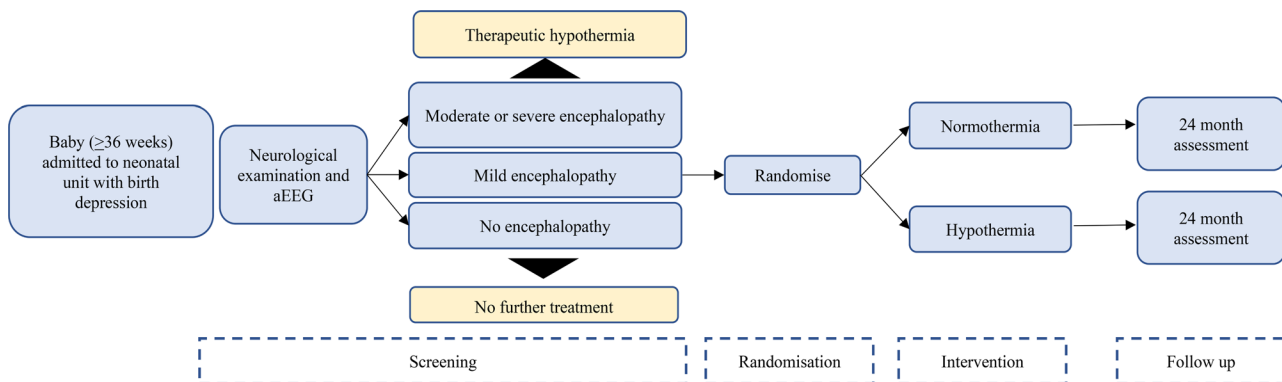 Therapeutic hypothermia
Baby (≥36 weeks)
admitted to neonatal
unit with birth
depression
Neurological
examination and
aEEG
Moderate or severe encephalopathy
Mild encephalopathy
No encephalopathy
No further treatment
Randomise
Normothermia
Hypothermia
24 month
assessment
24 month
assessment
Screening
Randomisation
Intervention
Follow up